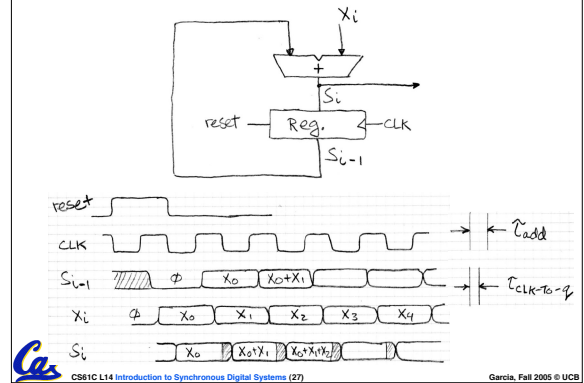 Xi
+
Si
reset
Reg.
CLK
Si-1
reset
τadd
CLK
Si-1 ϕ X0 X0+X1
τCLK-TO-q
Xi ϕ X0 X1 X2 X3 X4
Si X0 X0+X1 X0+X1+X2
Cal
CS61C L14 Introduction to Synchronous Digital Systems (27)
Garcia, Fall 2005 © UCB